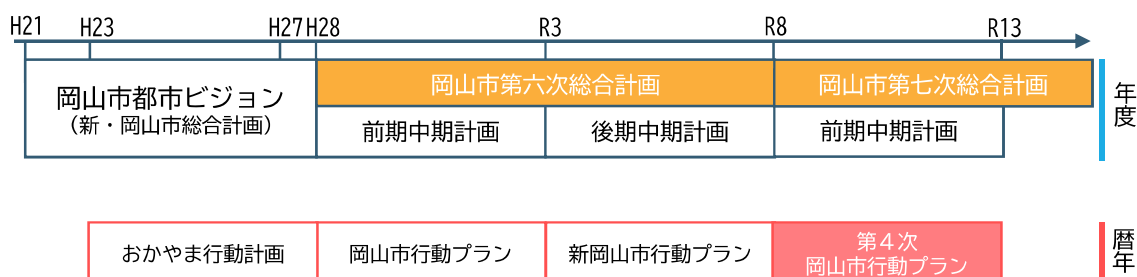 H21 H23 H27 H28 R3 R8 R13
岡山市都市ビジョン
（新・岡山市総合計画）
岡山市第六次総合計画
岡山市第七次総合計画
前期中期計画
後期中期計画
前期中期計画
年度
おかやま行動計画
岡山市行動プラン
新岡山市行動プラン
第４次
岡山市行動プラン
暦年